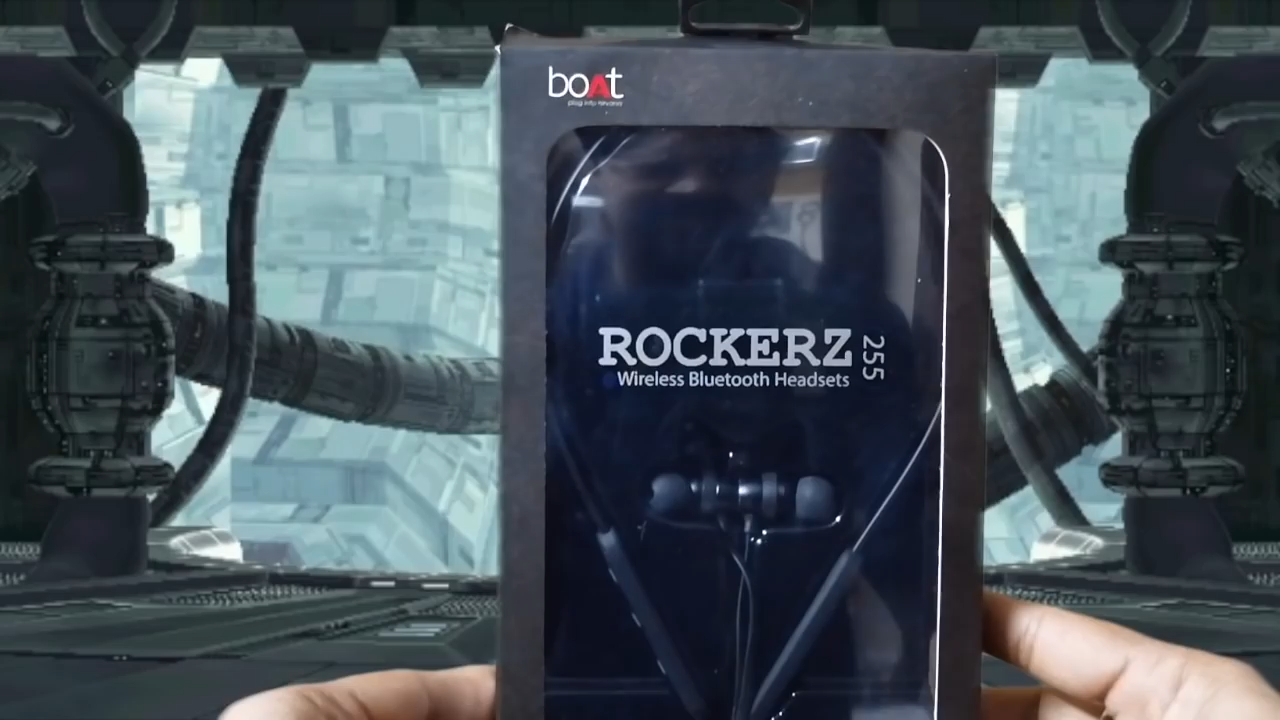 boAt
plug into nirvana
ROCKERZ 255
Wireless Bluetooth Headsets